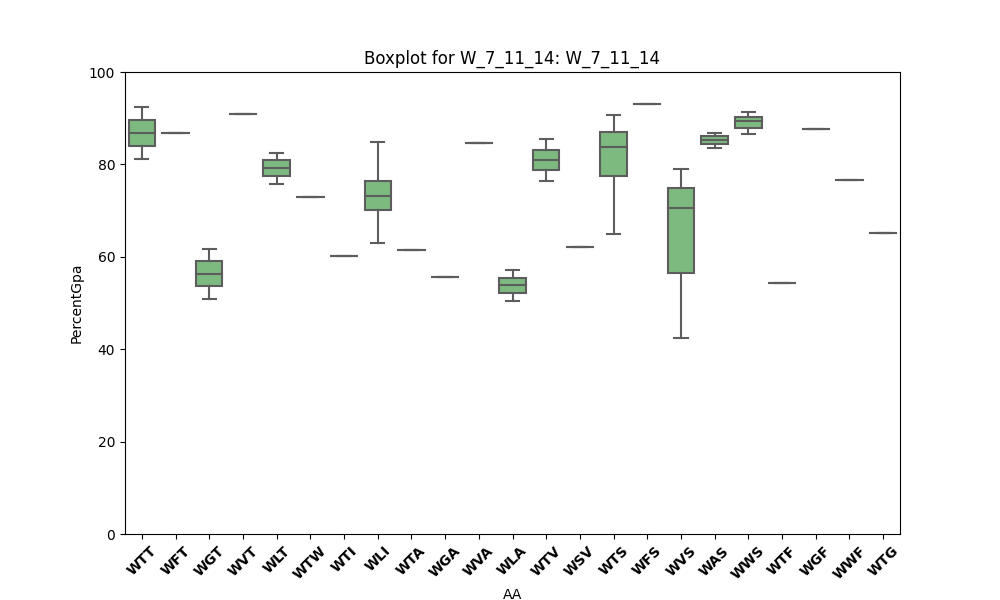 Boxplot for W_7_11_14: W_7_11_14
100
80
60
40
20
0
PercentGpa
WTT WFT WGT WVT WLT WTW WTI WLI WTA WGA WVA WLA WTV WSV WTS WFS WVS WAS WWS WTF WGF WWF WTG
AA